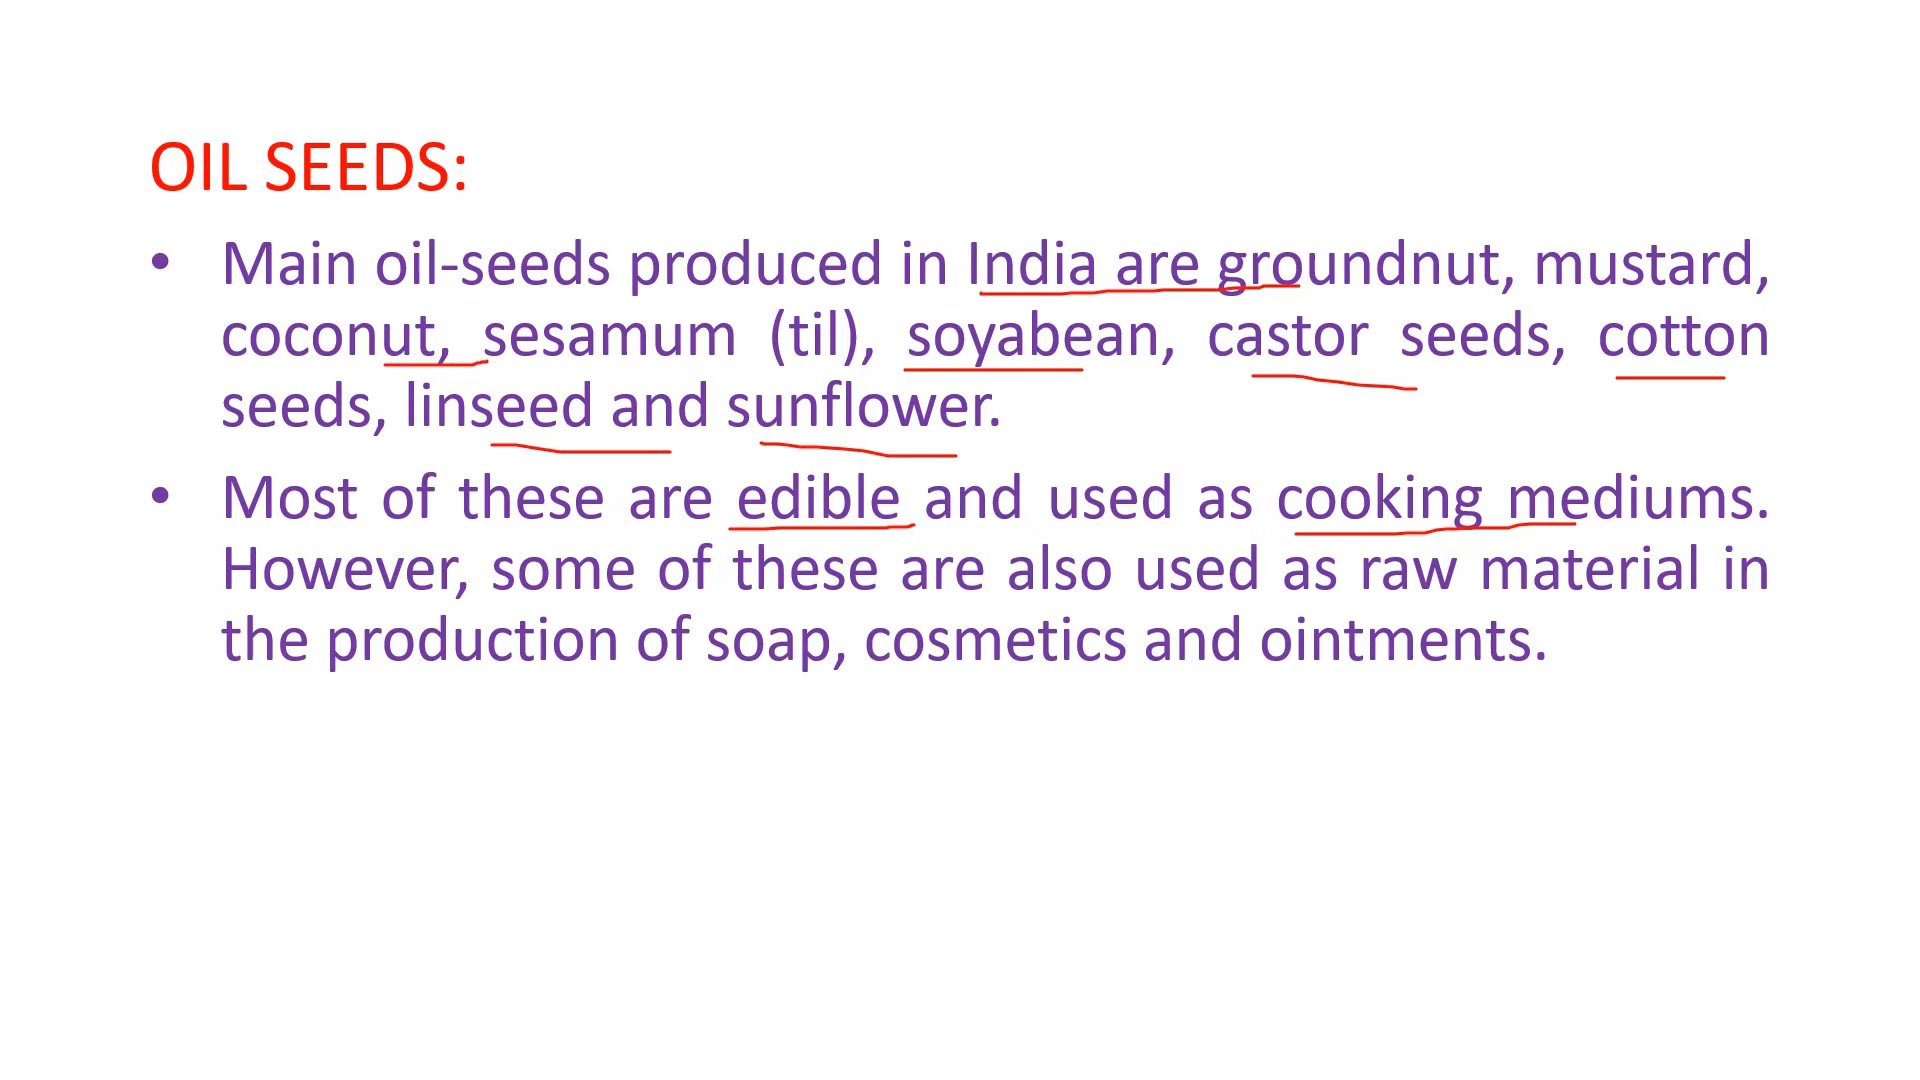 OIL SEEDS:
• Main oil-seeds produced in India are groundnut, mustard,
coconut, sesamum (til), soyabean, castor seeds, cotton
seeds, linseed and sunflower.
• Most of these are edible and used as cooking mediums.
However, some of these are also used as raw material in
the production of soap, cosmetics and ointments.